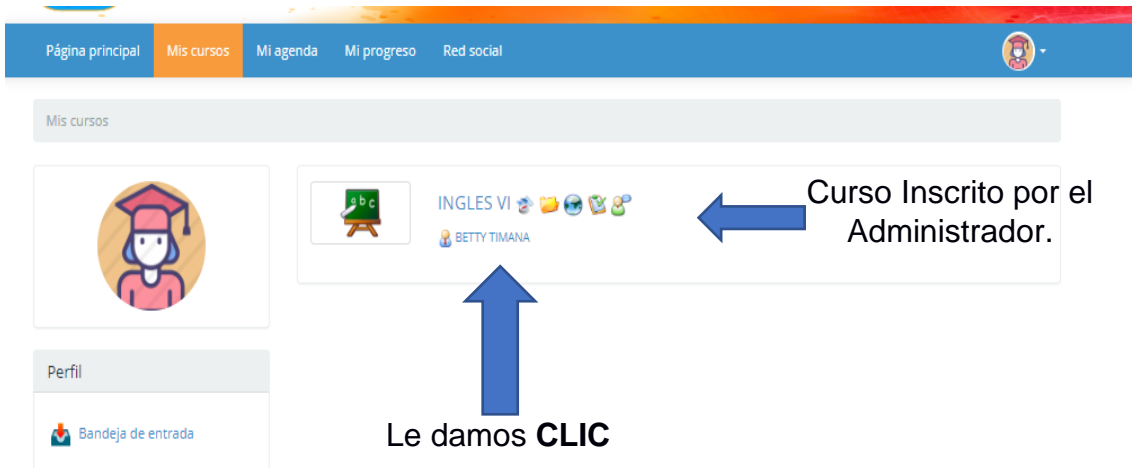 Página principal Mis cursos Mi agenda Mi progreso Red social
Mis cursos
INGLES VI
BETTY TIMANA
Curso Inscrito por el
Administrador.
Perfil
Bandeja de entrada
Le damos CLIC